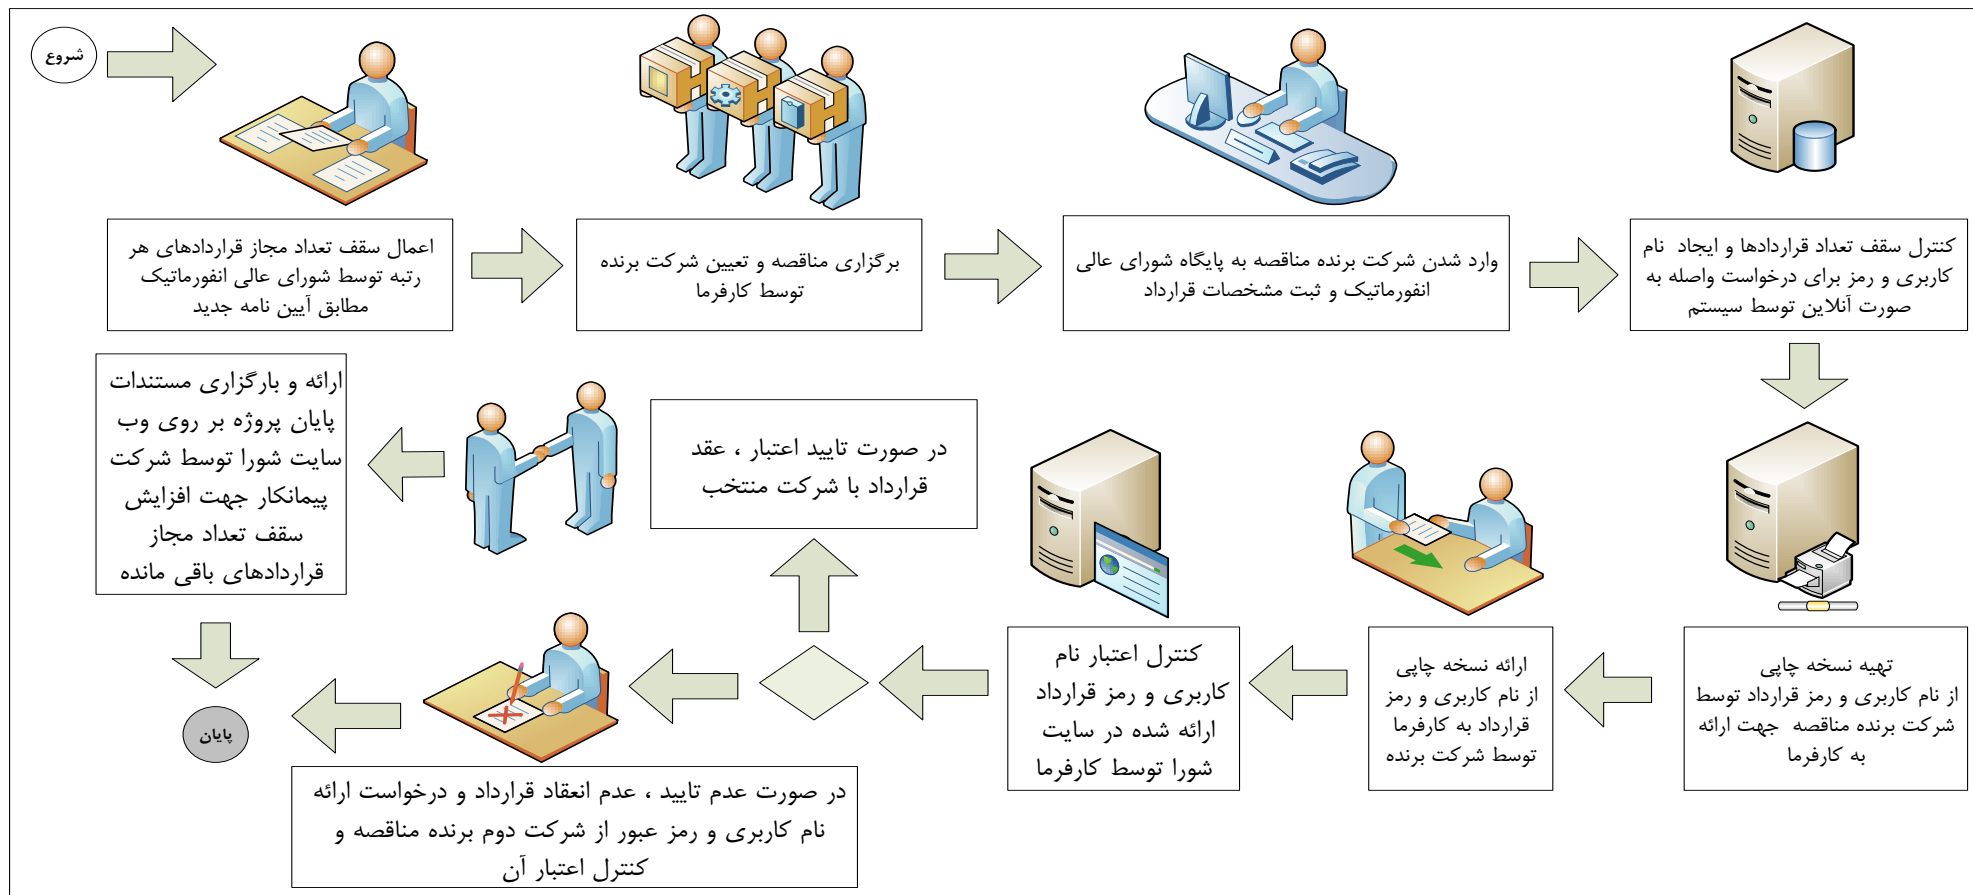 شروع
اعمال سقف تعداد مجاز قراردادهای هر
رتبه توسط شورای عالی انفورماتیک
مطابق آیین نامه جدید
برگزاری مناقصه و تعیین شرکت برنده
توسط کارفرما
وارد شدن شرکت برنده مناقصه به پایگاه شورای عالی
انفورماتیک و ثبت مشخصات قرارداد
کنترل سقف تعداد قراردادها و ایجاد نام
کاربری و رمز برای درخواست واصله به
صورت آنلاین توسط سیستم
تهیه نسخه چاپی
از نام کاربری و رمز قرارداد توسط
شرکت برنده مناقصه جهت ارائه
به کارفرما
ارائه نسخه چاپی
از نام کاربری و رمز
قرارداد به کارفرما
توسط شرکت برنده
کنترل اعتبار نام
کاربری و رمز قرارداد
ارائه شده در سایت
شورا توسط کارفرما
در صورت تایید اعتبار ، عقد
قرارداد با شرکت منتخب
ارائه و بارگزاری مستندات
پایان پروژه بر روی وب
سایت شورا توسط شرکت
پیمانکار جهت افزایش
سقف تعداد مجاز
قراردادهای باقی مانده
در صورت عدم تایید ، عدم انعقاد قرارداد و درخواست ارائه
نام کاربری و رمز عبور از شرکت دوم برنده مناقصه و
کنترل اعتبار آن
پایان